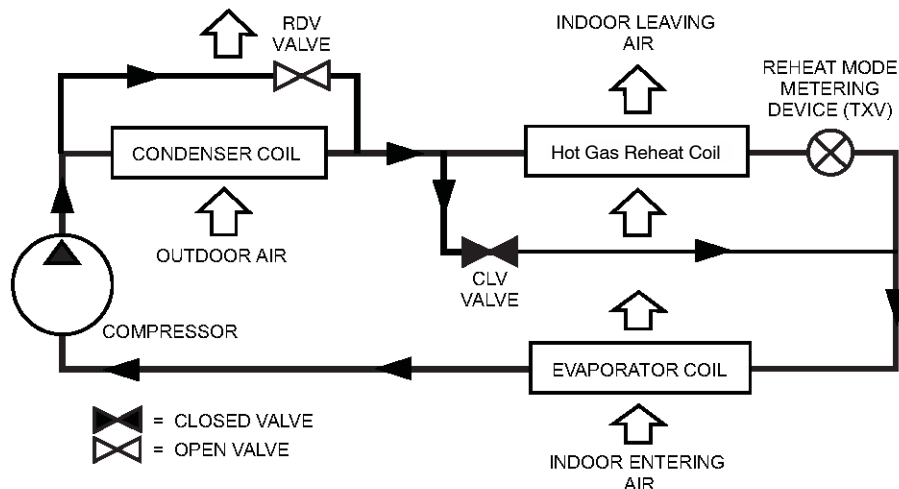 RDV
VALVE
INDOOR LEAVING
AIR
REHEAT MODE
METERING
DEVICE (TXV)
CONDENSER COIL
Hot Gas Reheat Coil
OUTDOOR AIR
CLV
VALVE
COMPRESSOR
EVAPORATOR COIL
= CLOSED VALVE
= OPEN VALVE
INDOOR ENTERING
AIR